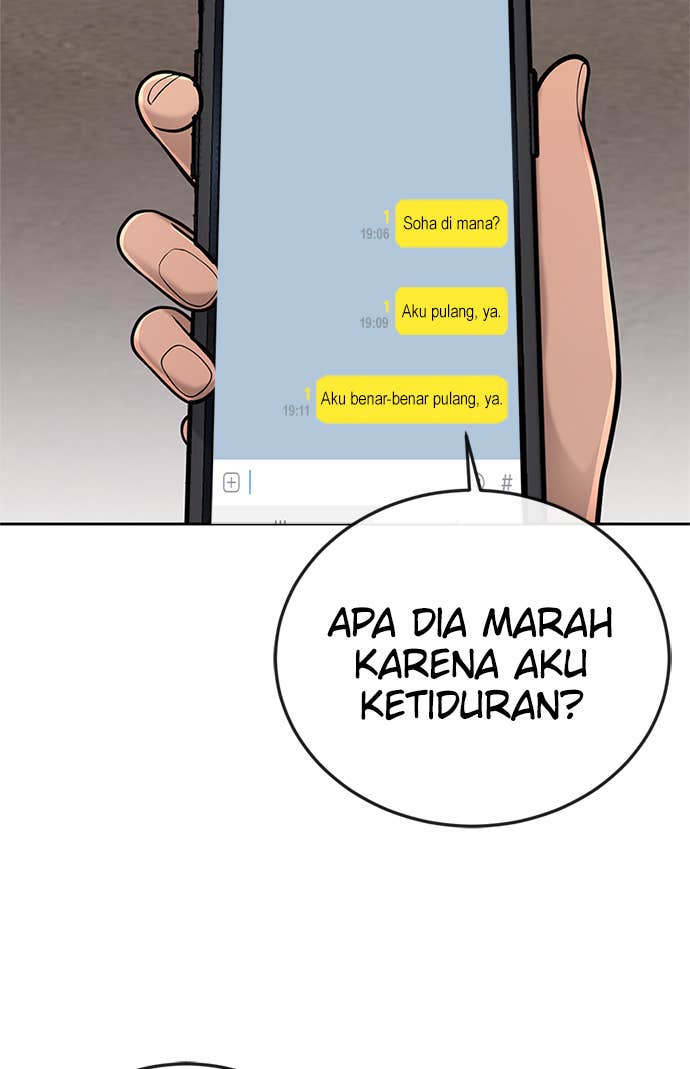 1
19:06
Soha di mana?
1
19:09
Aku pulang, ya.
1
19:11
Aku benar-benar pulang, ya.
#
APA DIA MARAH
KARENA AKU
KETIDURAN?